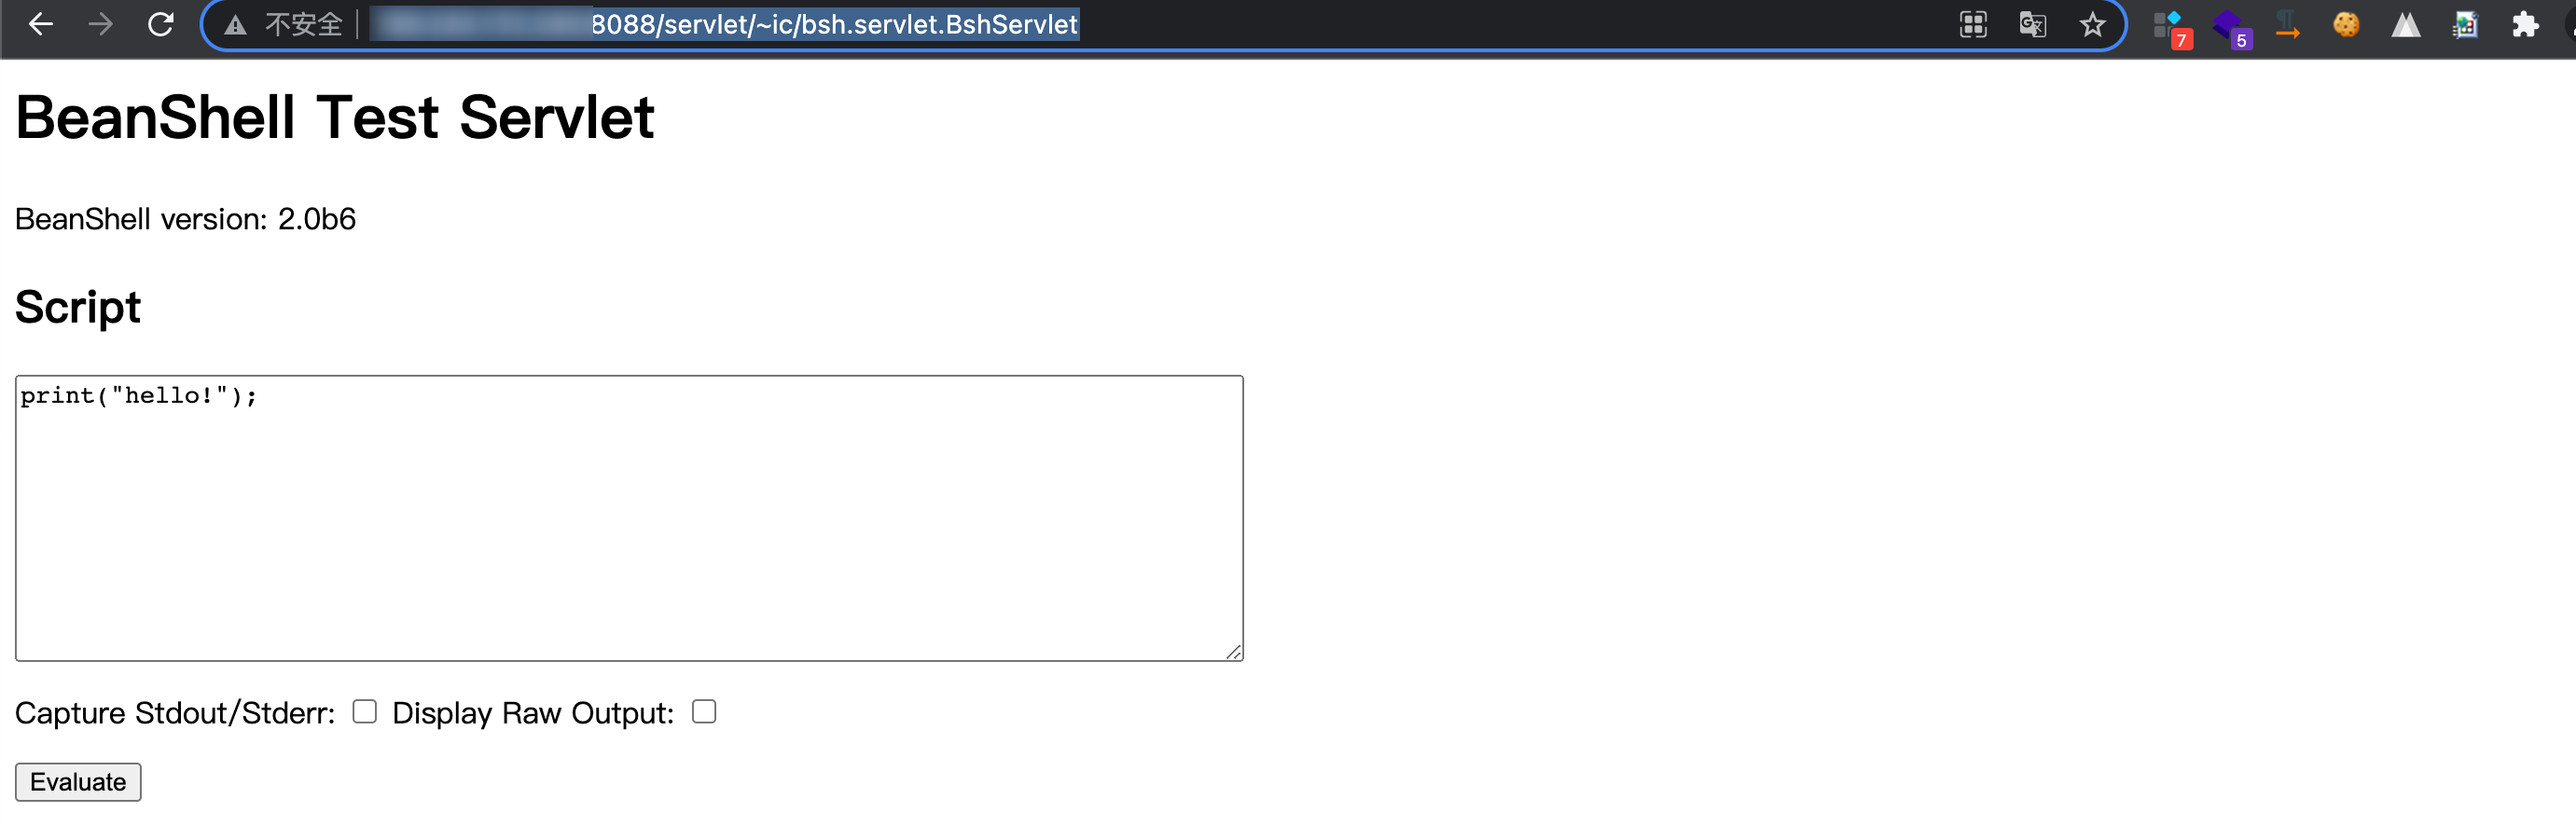 不安全 8088/servlet/~ic/bsh.servlet.BshServlet 7 5
BeanShell Test Servlet
BeanShell version: 2.0b6
Script
print("hello!");
Capture Stdout/Stderr: Display Raw Output:
Evaluate